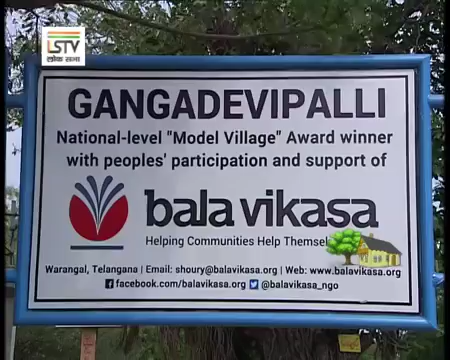 LSTV
लोक सभा
GANGADEVIPALLI
National-level "Model Village" Award winner
with peoples' participation and support of
bala vikasa
Helping Communities Help
Warangal, Telangana | Email: shoury@balavikasa.org | Web: www.balavikasa.org
facebook.com/balavikasa.org @balavikasa_ngo